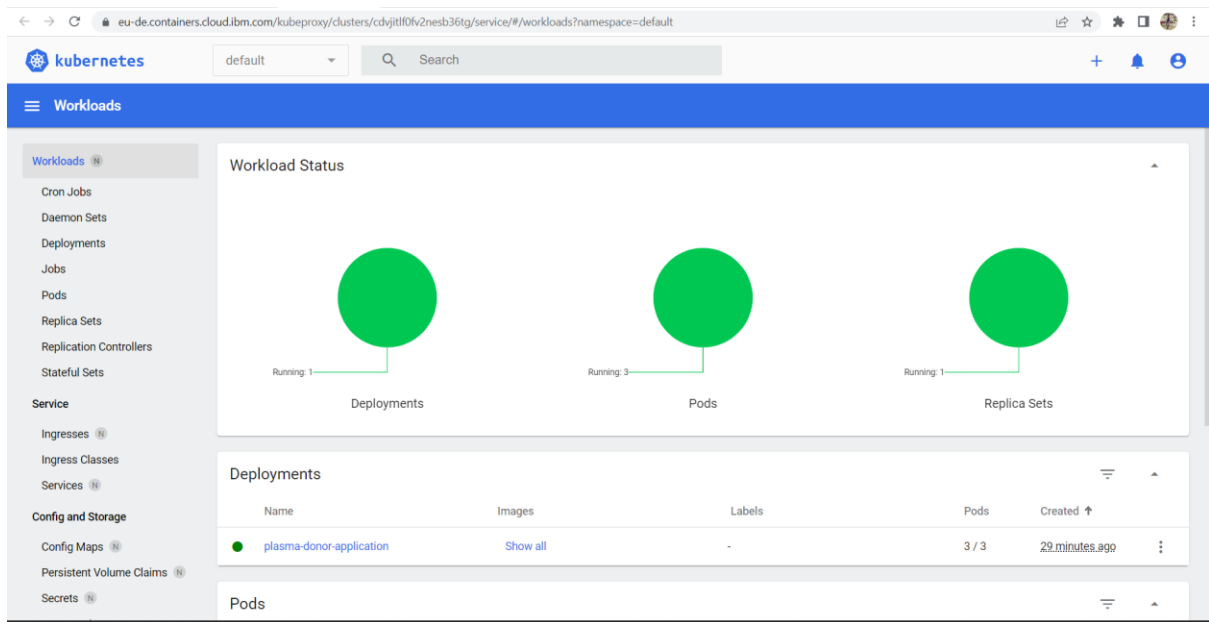 eu-de.containers.cloud.ibm.com/kubeproxy/clusters/cdvjitlf0fv2nesb36tg/service/#/workloads?namespace=default
kubernetes
default
Search
Workloads
Workloads N
Cron Jobs
Daemon Sets
Deployments
Jobs
Pods
Replica Sets
Replication Controllers
Stateful Sets
Service
Ingresses N
Ingress Classes
Services N
Config and Storage
Config Maps N
Persistent Volume Claims N
Secrets N
Workload Status
Running: 1
Running: 3
Running: 1
Deployments
Pods
Replica Sets
Deployments
Name Images Labels Pods Created
plasma-donor-application Show all - 3 / 3 29 minutes ago
Pods